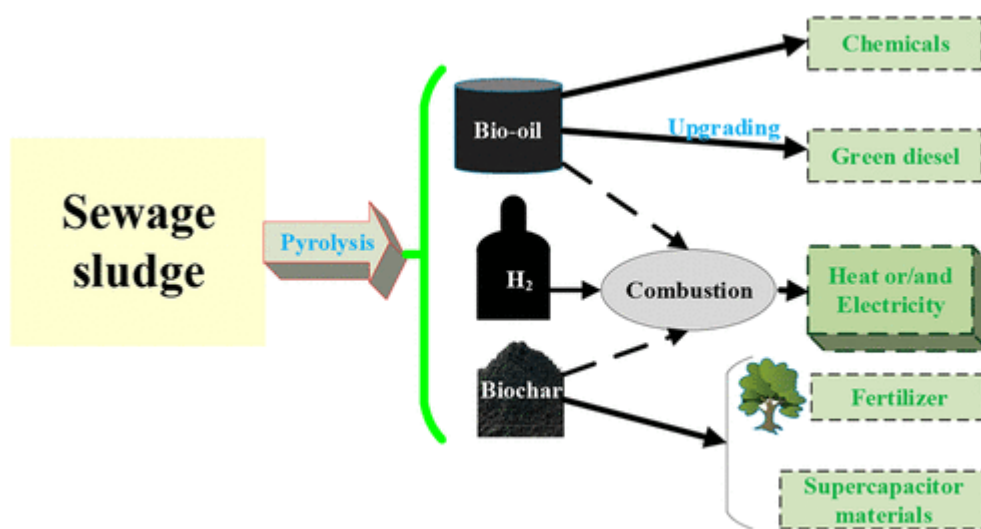 Sewage
sludge
Pyrolysis
Bio-oil
H₂
Biochar
Upgrading
Combustion
Chemicals
Green diesel
Heat or/and
Electricity
Fertilizer
Supercapacitor
materials